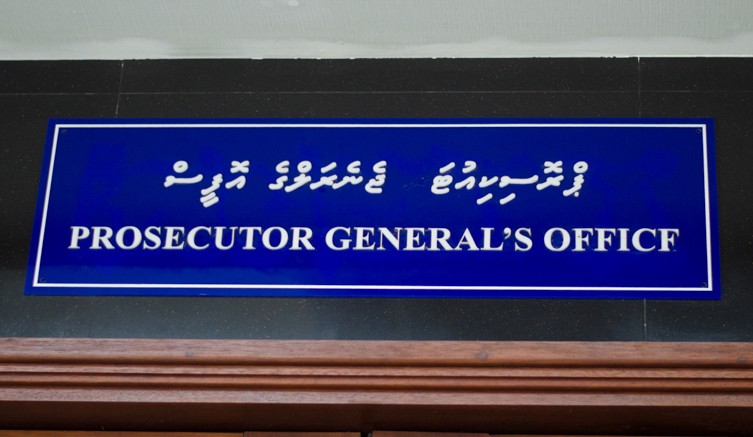 ޕްރޮސިކިއުޓަ ޖެނެރަލްގެ އޮފީސް
PROSECUTOR GENERAL'S OFFICF